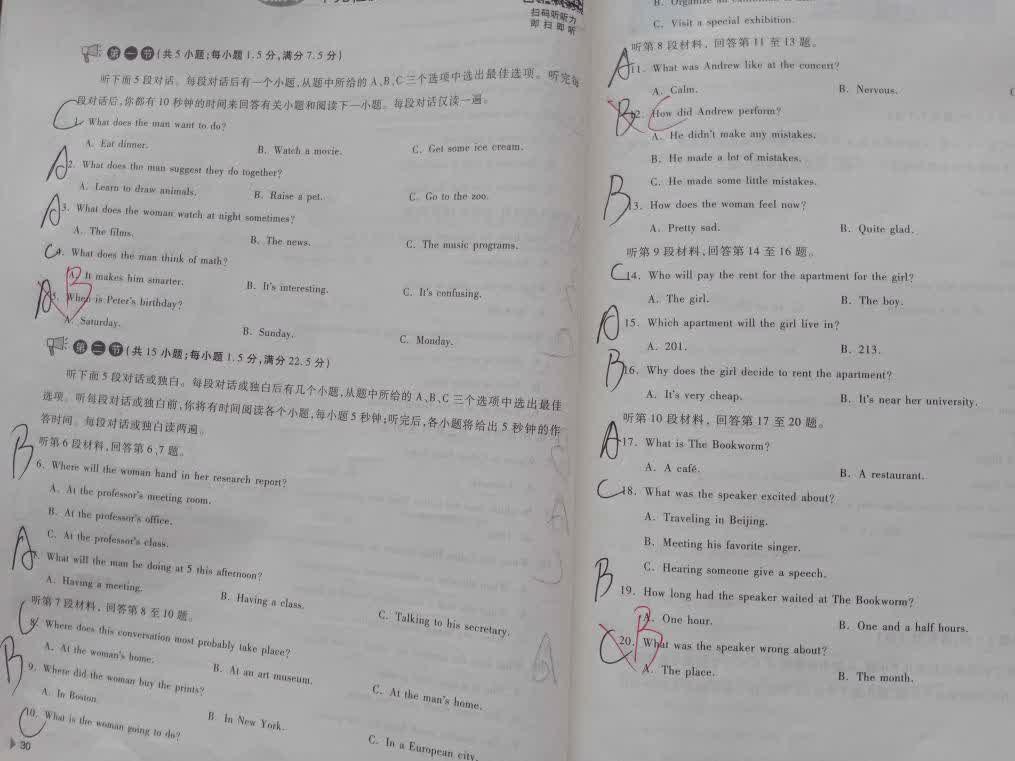 扫码听听力
即扫即听
第一节(共5小题;每小题1.5分,满分7.5分)
听下面5段对话。每段对话后有一个小题,从题中所给的A、B、C三个选项中选出最佳选项。听完每
段对话后,你都有10秒钟的时间来回答有关小题和阅读下一小题。每段对话仅读一遍。
C 1. What does the man want to do?
A. Eat dinner. B. Watch a movie. C. Get some ice cream.
A 2. What does the man suggest they do together?
A. Learn to draw animals. B. Raise a pet. C. Go to the zoo.
A 3. What does the woman watch at night sometimes?
A. The films. B. The news. C. The music programs.
C 4. What does the man think of math?
A. It makes him smarter. B. It's interesting. C. It's confusing.
A B 5. When is Peter's birthday?
A. Saturday. B. Sunday. C. Monday.
第二节(共15小题;每小题1.5分,满分22.5分)
听下面5段对话或独白。每段对话或独白后有几个小题,从题中所给的A、B、C三个选项中选出最佳
选项。听每段对话或独白前,你将有时间阅读各个小题,每小题5秒钟;听完后,各小题将给出5秒钟的作
答时间。每段对话或独白读两遍。
听第6段材料,回答第6、7题。
B 6. Where will the woman hand in her research report?
A. At the professor's meeting room.
B. At the professor's office.
C. At the professor's class.
A What will the man be doing at 5 this afternoon?
A. Having a meeting. B. Having a class. C. Talking to his secretary.
听第7段材料,回答第8至10题。
C 8. Where does this conversation most probably take place?
A. At the woman's home. B. At an art museum. C. At the man's home.
B 9. Where did the woman buy the prints?
A. In Boston. B In New York. C. In a European city.
C 10. What is the woman going to do?
30
B. Organize an exhibition
C. Visit a special exhibition.
听第8段材料,回答第11至13题。
A 11. What was Andrew like at the concert?
A. Calm. B. Nervous.
B C 12. How did Andrew perform?
A. He didn't make any mistakes.
B. He made a lot of mistakes.
C. He made some little mistakes.
B 13. How does the woman feel now?
A. Pretty sad. B. Quite glad.
听第9段材料,回答第14至16题。
C 14. Who will pay the rent for the apartment for the girl?
A. The girl. B. The boy.
A 15. Which apartment will the girl live in?
A. 201. B. 213.
B 16. Why does the girl decide to rent the apartment?
A. It's very cheap. B. It's near her university.
听第10段材料,回答第17至20题。
A 17. What is The Bookworm?
A. A café. B. A restaurant.
C 18. What was the speaker excited about?
A. Traveling in Beijing.
B. Meeting his favorite singer.
C. Hearing someone give a speech.
B 19. How long had the speaker waited at The Bookworm?
A. One hour. B. One and a half hours.
C B 20. What was the speaker wrong about?
A. The place. B. The month.